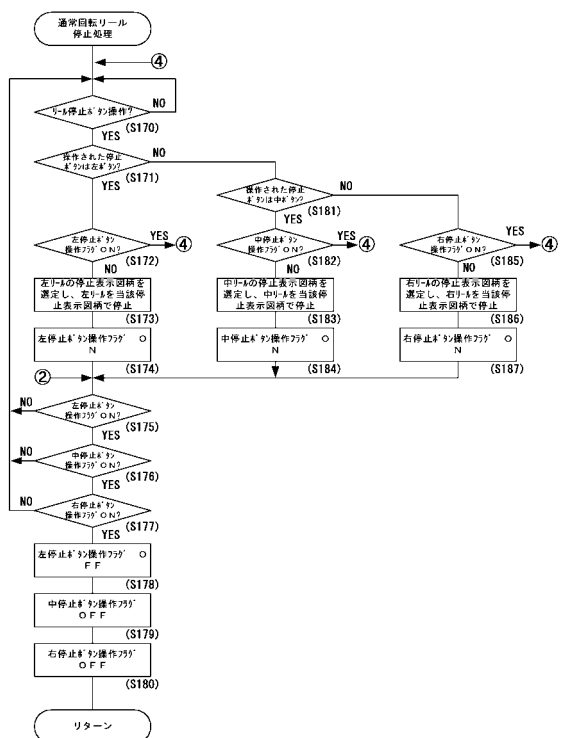 通常回転リール
停止処理
④
リール停止ボタン操作?
NO
(S170)
YES
操作された停止
ボタンは左ボタン?
NO
(S171)
YES
操作された停止
ボタンは中ボタン?
NO
(S181)
YES
左停止ボタン
操作フラグON?
YES
④
(S172)
NO
中停止ボタン
操作フラグON?
YES
④
(S182)
NO
右停止ボタン
操作フラグON?
YES
④
(S185)
NO
左リールの停止表示図柄を
選定し、左リールを当該停
止表示図柄で停止
(S173)
中リールの停止表示図柄を
選定し、中リールを当該停
止表示図柄で停止
(S183)
右リールの停止表示図柄を
選定し、右リールを当該停
止表示図柄で停止
(S186)
左停止ボタン操作フラグ O
N
(S174)
中停止ボタン操作フラグ O
N
(S184)
右停止ボタン操作フラグ O
N
(S187)
②
左停止ボタン
操作フラグON?
NO
(S175)
YES
中停止ボタン
操作フラグON?
NO
(S176)
YES
右停止ボタン
操作フラグON?
NO
(S177)
YES
左停止ボタン操作フラグ O
FF
(S178)
中停止ボタン操作フラグ
OFF
(S179)
右停止ボタン操作フラグ
OFF
(S180)
リターン